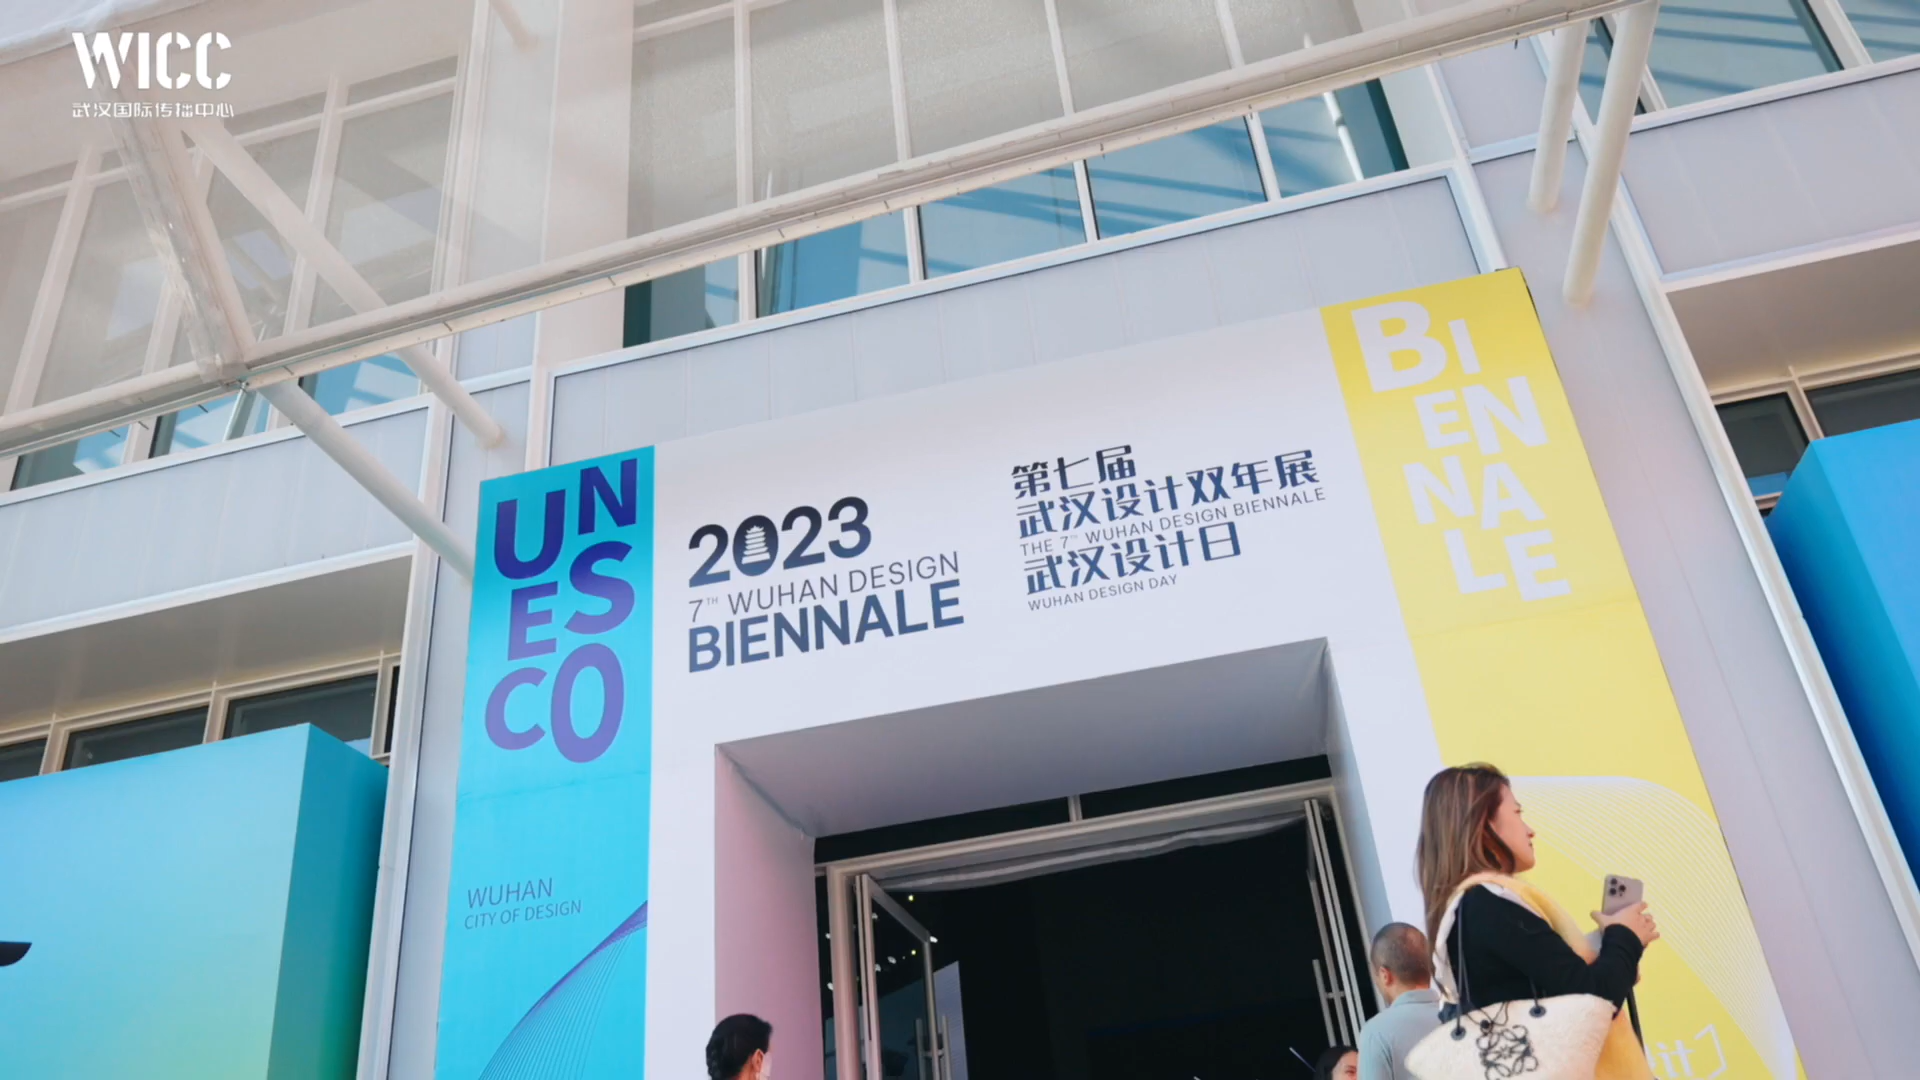 WICC
武汉国际传播中心
UN
ES
CO
WUHAN
CITY OF DESIGN
2023
7TH WUHAN DESIGN
BIENNALE
第七届
武汉设计双年展
THE 7TH WUHAN DESIGN BIENNALE
武汉设计日
WUHAN DESIGN DAY
BI
EN
NA
LE